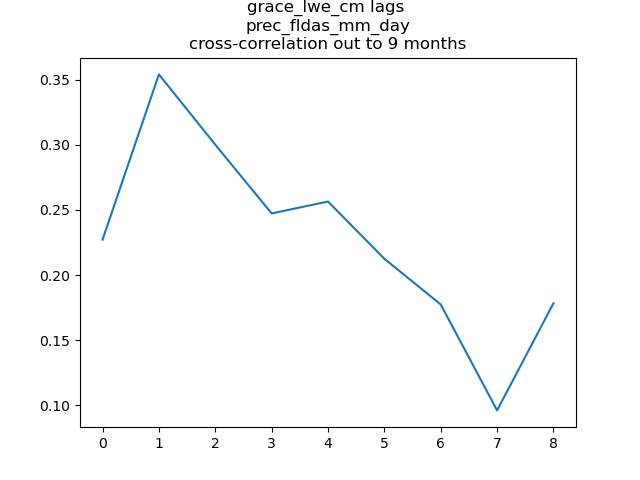 grace_lwe_cm lags
prec_fldas_mm_day
cross-correlation out to 9 months
0.35
0.30
0.25
0.20
0.15
0.10
0 1 2 3 4 5 6 7 8